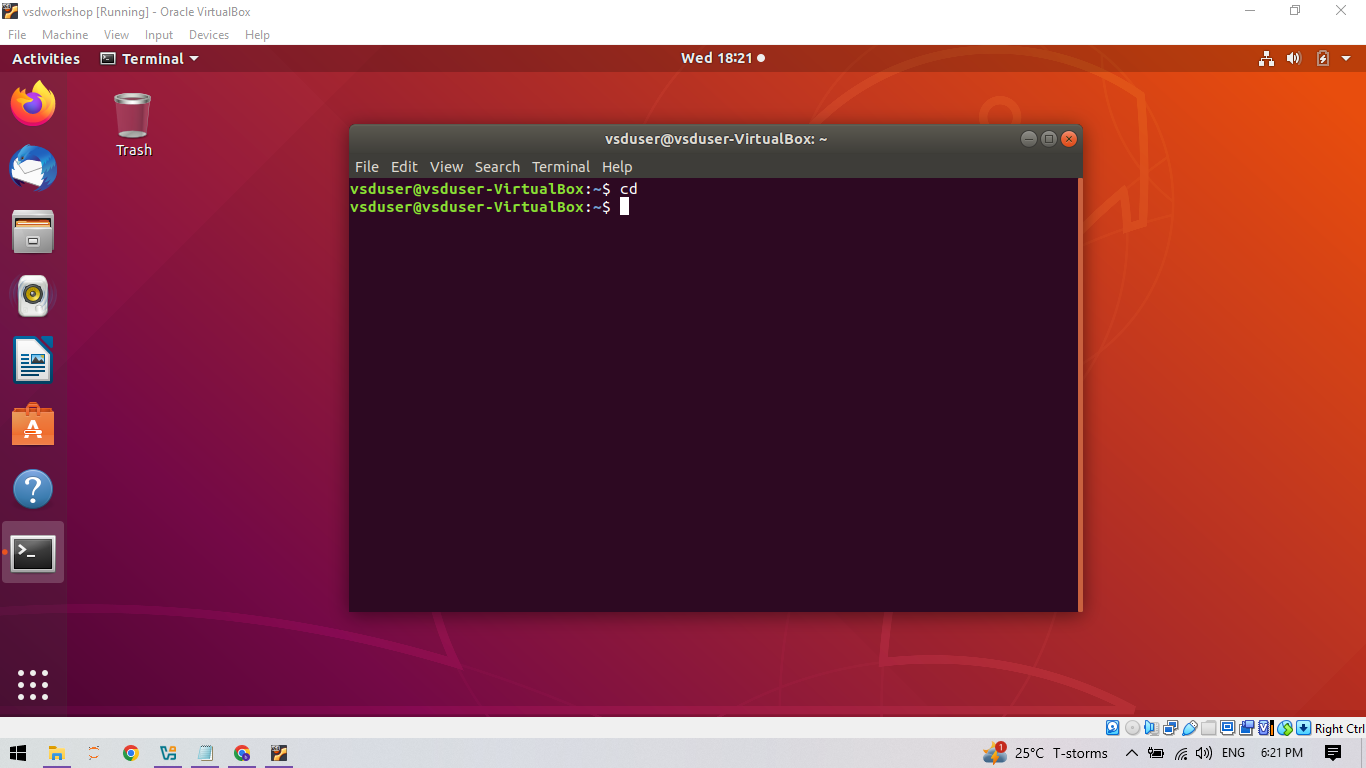 vsdworkshop [Running] - Oracle VirtualBox
File Machine View Input Devices Help
Activities Terminal Wed 18:21
Trash
vsduser@vsduser-VirtualBox: ~
File Edit View Search Terminal Help
vsduser@vsduser-VirtualBox:~$ cd
vsduser@vsduser-VirtualBox:~$
Right Ctrl
1 25°C T-storms ENG 6:21 PM